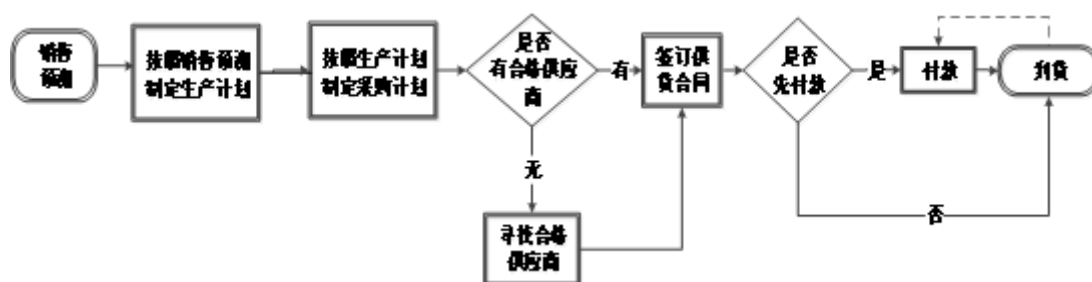 销售
预测
按照销售预测
制定生产计划
按照生产计划
制定采购计划
是否
有合格供应
商
有
签订供
货合同
是否
先付款
是
付款
到货
无
寻找合格
供应商
否